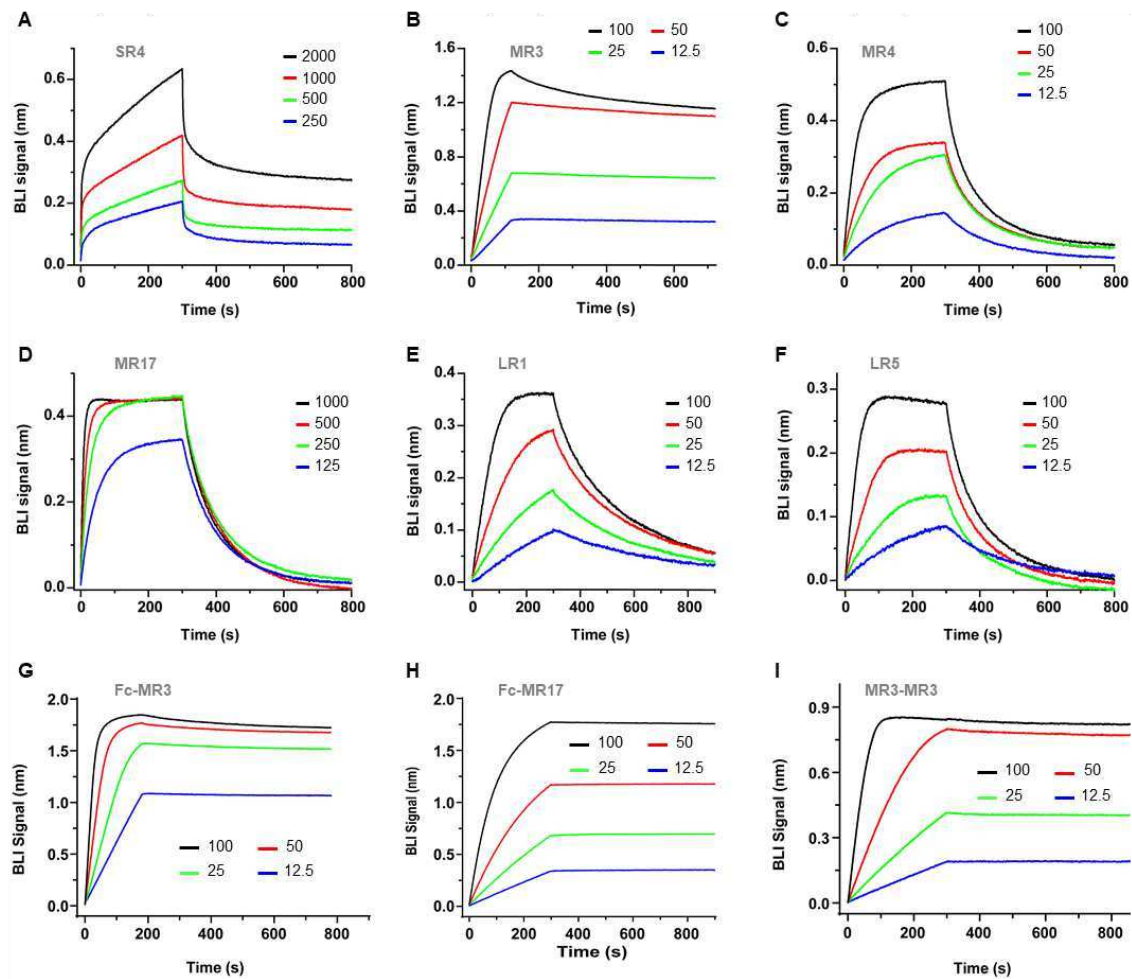 A
SR4
2000
1000
500
250
0.6
0.4
0.2
0.0
BLI signal (nm)
0 200 400 600 800
Time (s)
B
MR3
100 50
25 12.5
1.6
1.2
0.8
0.4
0.0
BLI signal (nm)
0 200 400 600
Time (s)
C
MR4
100
50
25
12.5
0.6
0.4
0.2
0.0
BLI signal (nm)
0 200 400 600 800
Time (s)
D
MR17
1000
500
250
125
0.4
0.2
0.0
BLI signal (nm)
0 200 400 600 800
Time (s)
E
LR1
100
50
25
12.5
0.4
0.3
0.2
0.1
0.0
BLI signal (nm)
0 200 400 600 800
Time (s)
F
LR5
100
50
25
12.5
0.3
0.2
0.1
0.0
BLI signal (nm)
0 200 400 600 800
Time (s)
G
Fc-MR3
2.0
1.5
1.0
0.5
0.0
BLI Signal (nm)
100 50
25 12.5
0 200 400 600 800
Time (s)
H
Fc-MR17
2.0
1.5
1.0
0.5
0.0
BLI Signal (nm)
100 50
25 12.5
0 200 400 600 800
Time (s)
I
MR3-MR3
0.9
0.6
0.3
0.0
BLI Signal (nm)
100 50
25 12.5
0 200 400 600 800
Time (s)